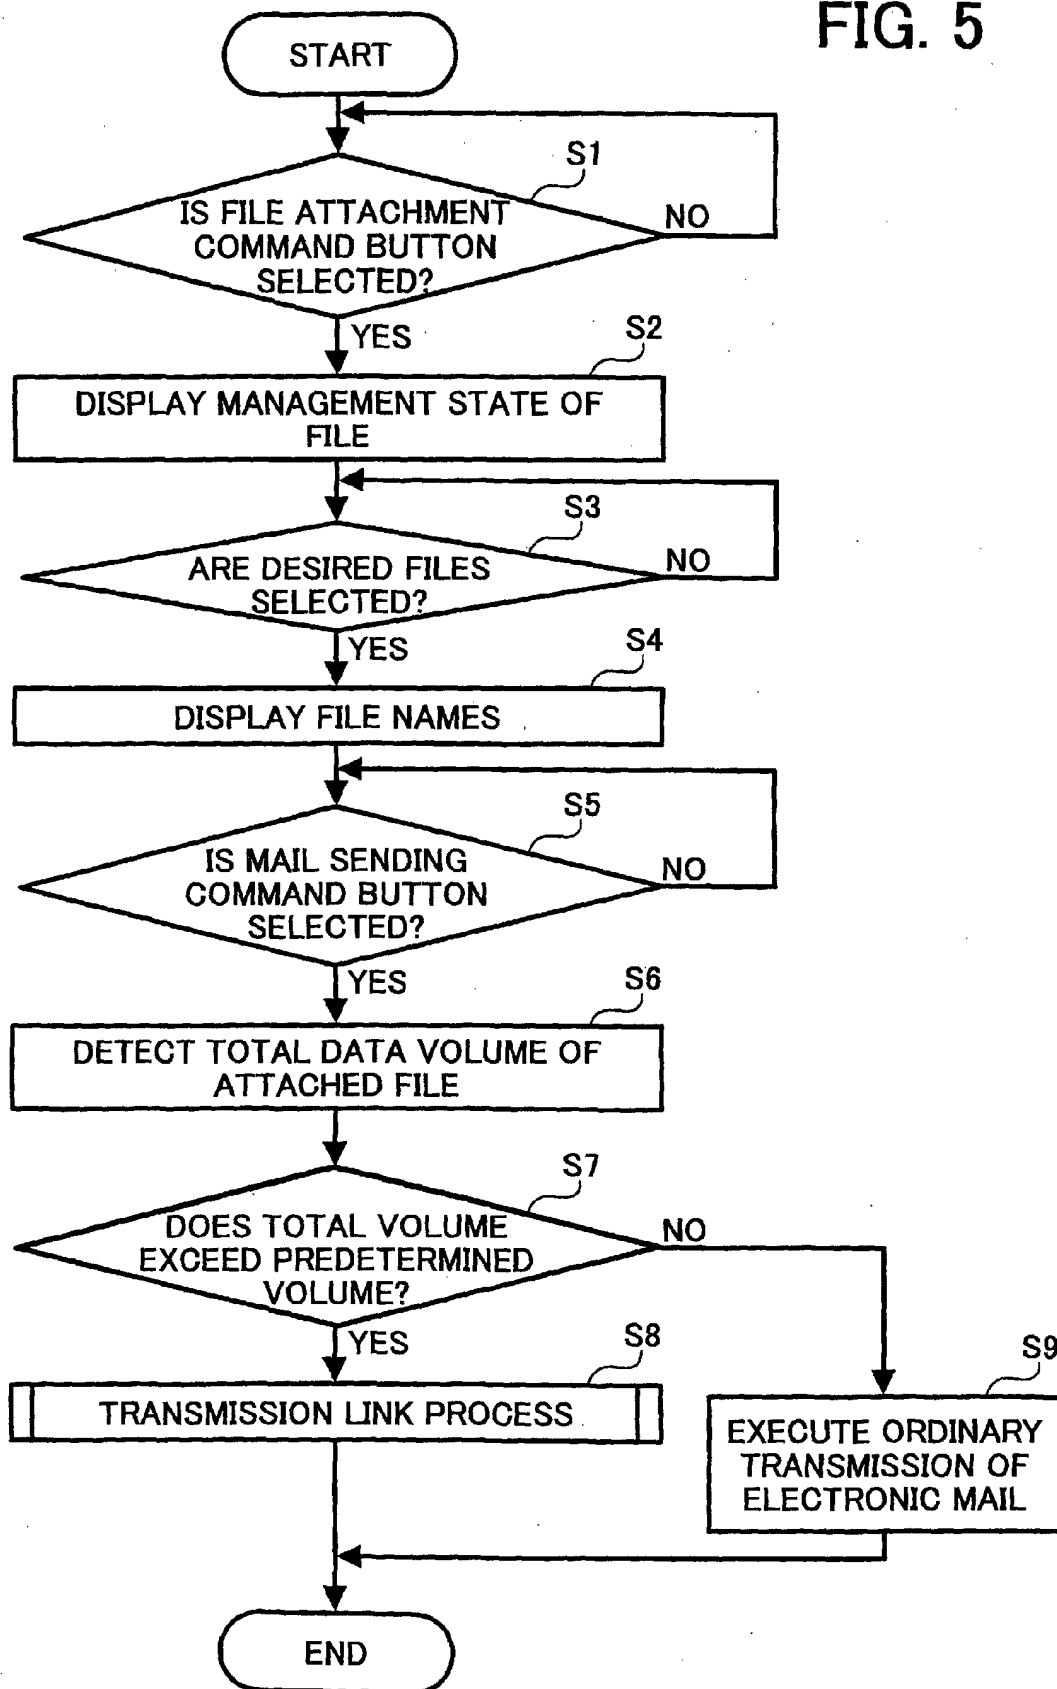 FIG. 5
START
S1
IS FILE ATTACHMENT
COMMAND BUTTON
SELECTED?
NO
YES
S2
DISPLAY MANAGEMENT STATE OF
FILE
S3
ARE DESIRED FILES
SELECTED?
NO
YES
S4
DISPLAY FILE NAMES
S5
IS MAIL SENDING
COMMAND BUTTON
SELECTED?
NO
YES
S6
DETECT TOTAL DATA VOLUME OF
ATTACHED FILE
S7
DOES TOTAL VOLUME
EXCEED PREDETERMINED
VOLUME?
NO
YES
S8
TRANSMISSION LINK PROCESS
S9
EXECUTE ORDINARY
TRANSMISSION OF
ELECTRONIC MAIL
END